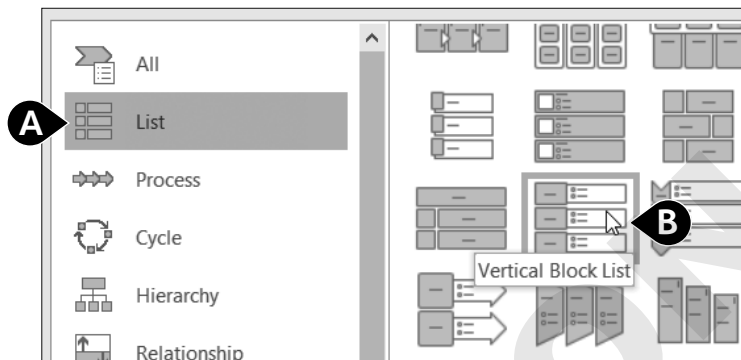 All
A
List
Process
Cycle
Hierarchy
Relationship
B
Vertical Block List